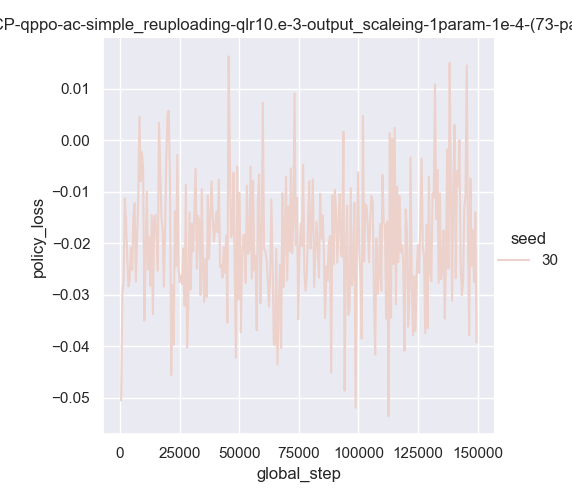 CP-qppo-ac-simple_reuploading-qlr10.e-3-output_scaleing-1param-1e-4-(73-pa
0.01
0.00
−0.01
−0.02
−0.03
−0.04
−0.05
policy_loss
seed
30
0 25000 50000 75000 100000 125000 150000
global_step